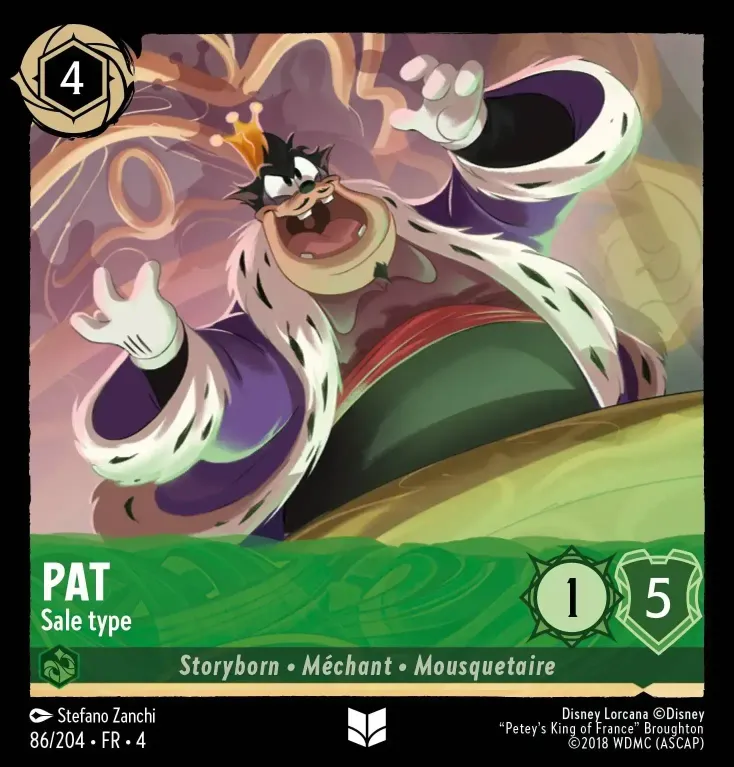 4
PAT
Sale type
1
5
Storyborn • Méchant • Mousquetaire
Stefano Zanchi
86/204 • FR • 4
Disney Lorcana ©Disney
“Petey’s King of France” Broughton
©2018 WDMC (ASCAP)